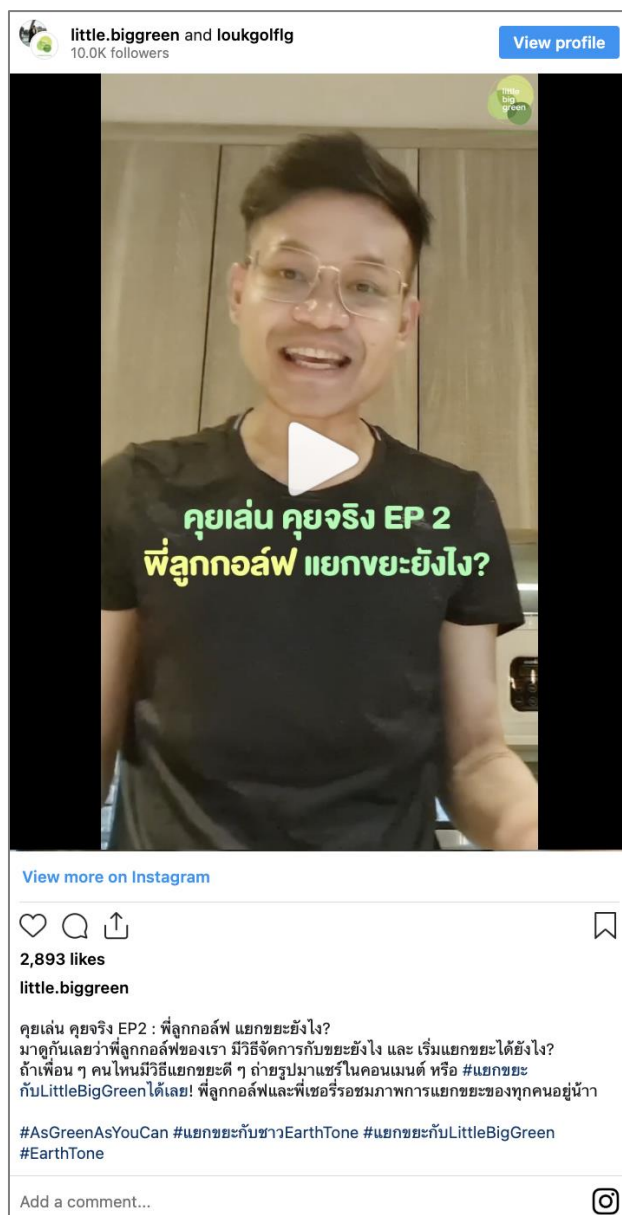 little.biggreen and loukgolflg
10.0K followers
View profile
little
big
green
คุยเล่น คุยจริง EP 2
พี่ลูกกอล์ฟ แยกขยะยังไง?
View more on Instagram
2,893 likes
little.biggreen
คุยเล่น คุยจริง EP2 : พี่ลูกกอล์ฟ แยกขยะยังไง?
มาดูกันเลยว่าพี่ลูกกอล์ฟของเรา มีวิธีจัดการกับขยะยังไง และ เริ่มแยกขยะได้ยังไง?
ถ้าเพื่อน ๆ คนไหนมีวิธีแยกขยะดี ๆ ถ่ายรูปมาแชร์ในคอนเมนต์ หรือ #แยกขยะ
กับLittleBigGreenได้เลย! พี่ลูกกอล์ฟและพี่เชอรี่รอชมภาพการแยกขยะของทุกคนอยู่น้าา
#AsGreenAsYouCan #แยกขยะกับชาวEarthTone #แยกขยะกับLittleBigGreen
#EarthTone
Add a comment...